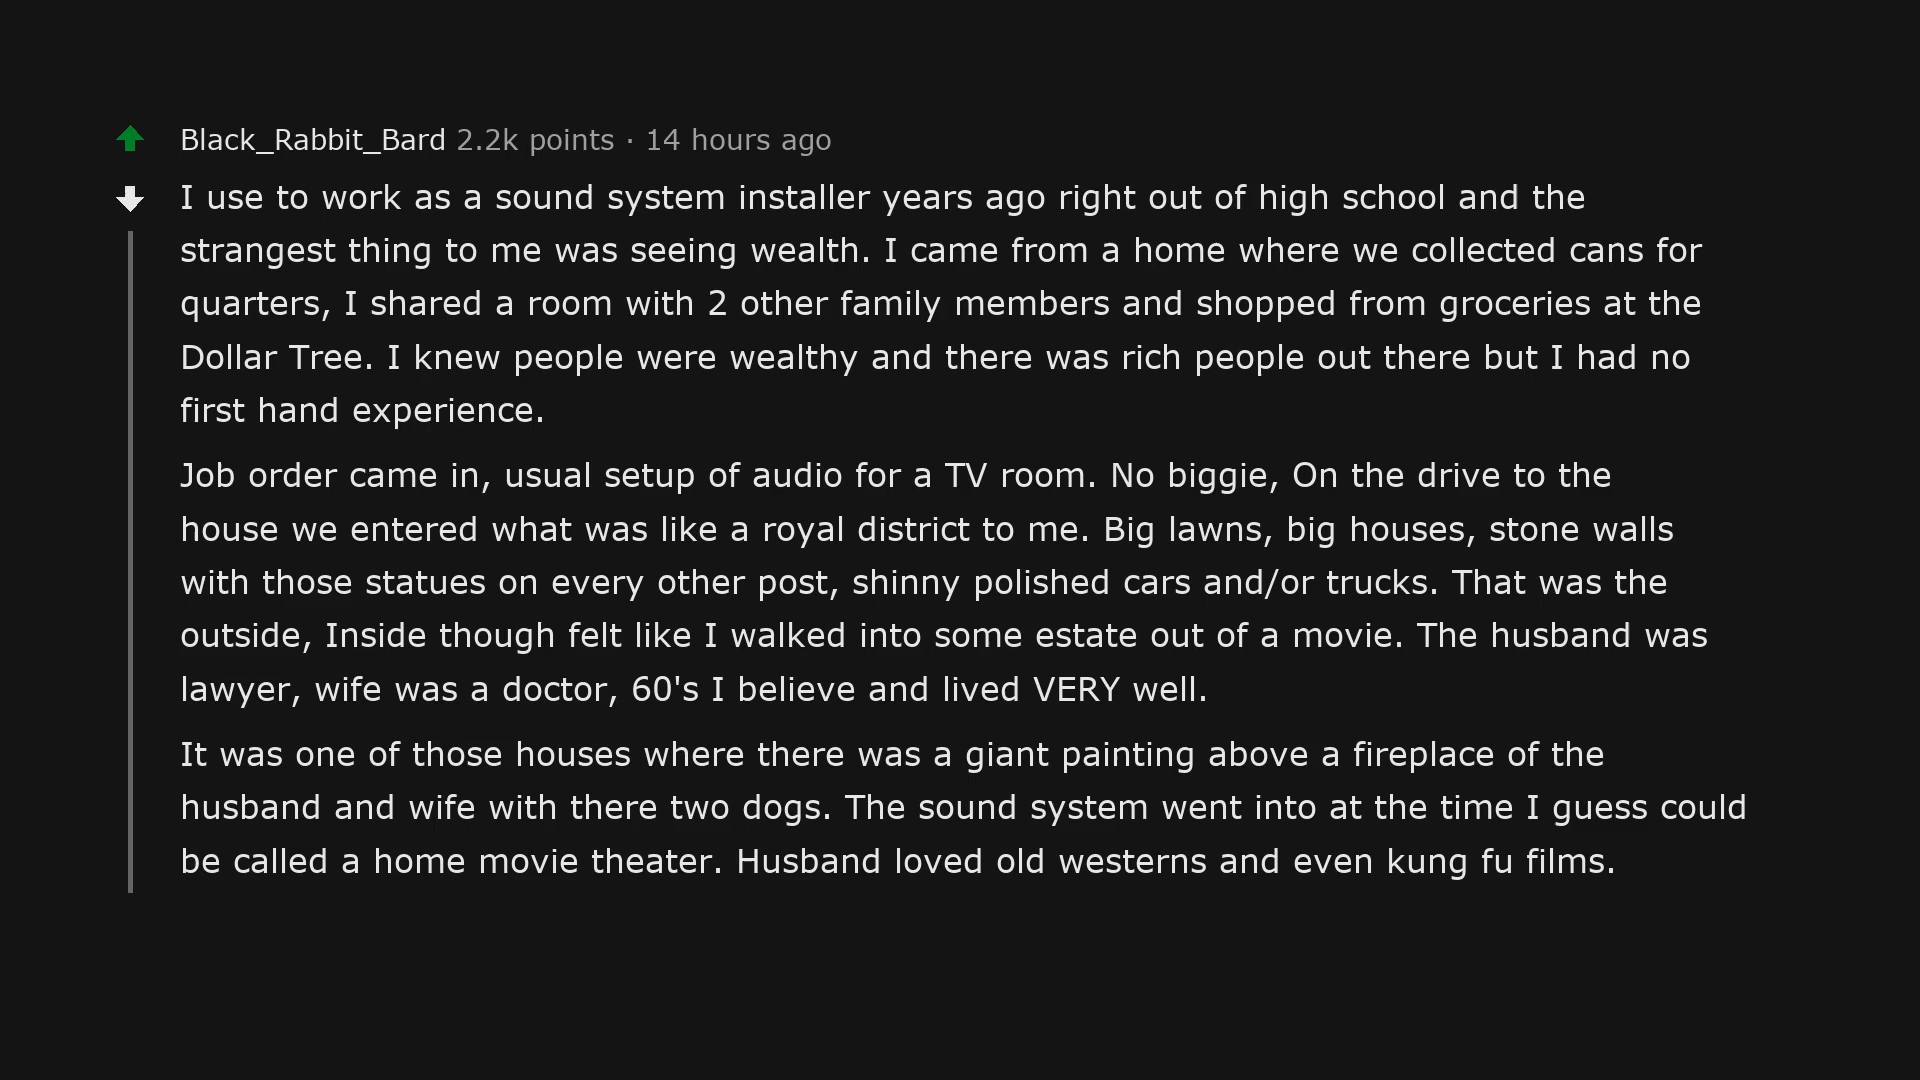 Black_Rabbit_Bard 2.2k points · 14 hours ago
I use to work as a sound system installer years ago right out of high school and the
strangest thing to me was seeing wealth. I came from a home where we collected cans for
quarters, I shared a room with 2 other family members and shopped from groceries at the
Dollar Tree. I knew people were wealthy and there was rich people out there but I had no
first hand experience.
Job order came in, usual setup of audio for a TV room. No biggie, On the drive to the
house we entered what was like a royal district to me. Big lawns, big houses, stone walls
with those statues on every other post, shinny polished cars and/or trucks. That was the
outside, Inside though felt like I walked into some estate out of a movie. The husband was
lawyer, wife was a doctor, 60's I believe and lived VERY well.
It was one of those houses where there was a giant painting above a fireplace of the
husband and wife with there two dogs. The sound system went into at the time I guess could
be called a home movie theater. Husband loved old westerns and even kung fu films.